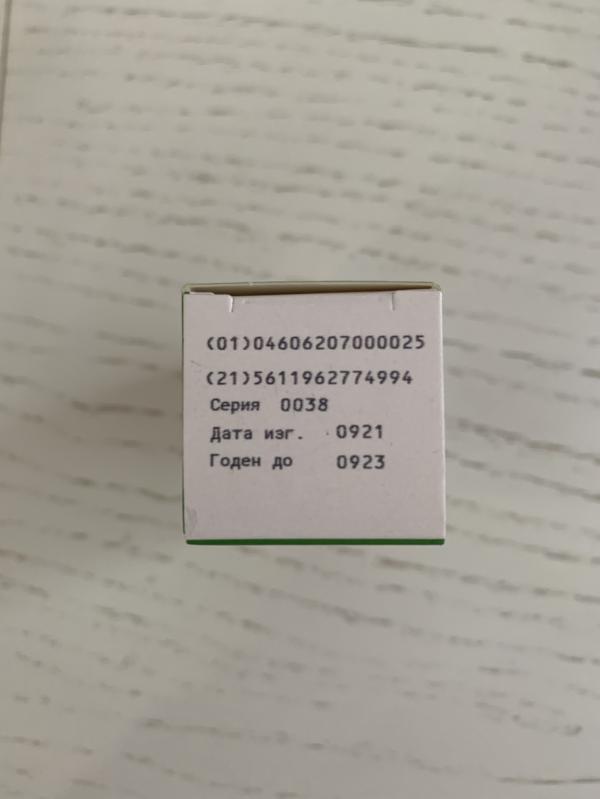 (01)04606207000025
(21)5611962774994
Серия 0038
Дата изг. 0921
Годен до 0923